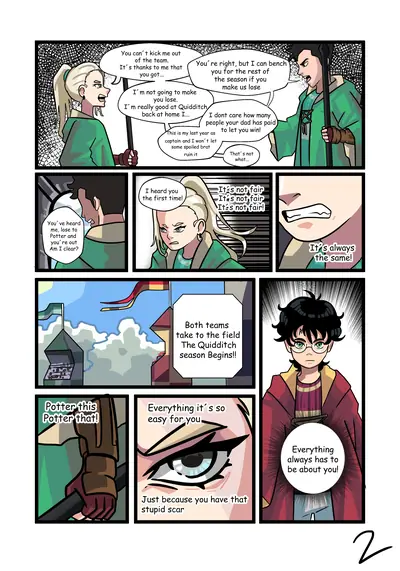 You can't kick me out
of the team.
It's thanks to me that
you got...
You're right, but I can bench
you for the rest
of the season if you
make us lose
I'm not going to make
you lose.
I'm really good at Quidditch
back at home I...
I dont care how many
people your dad has paid
to let you win!
This is my last year as
captain and I won't let
some spoiled brat
ruin it
That's not
what...
You've heard
me, lose to
Potter and
you're out
Am I clear?
I heard you
the first time!
It's not fair
It's not fair
It's not fair!
It's always
the same!
Both teams
take to the field
The Quidditch
season Begins!!
Potter this
Potter that!
Everything it's so
easy for you
Just because you have that
stupid scar
Everything
always has to
be about you!
2